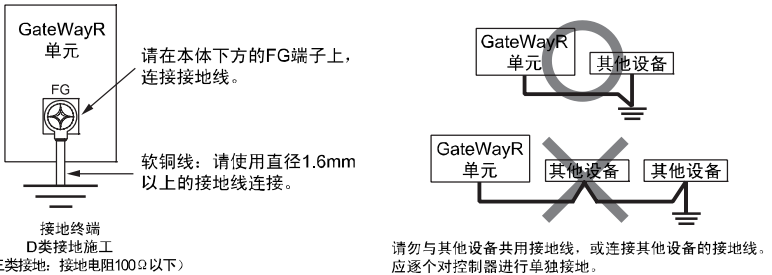 GateWayR
单元
FG
请在本体下方的FG端子上，
连接接地线。
软铜线：请使用直径1.6mm
以上的接地线连接。
接地终端
D类接地施工
三类接地：接地电阻100Ω以下）
GateWayR
单元
其他设备
GateWayR
单元
其他设备
其他设备
请勿与其他设备共用接地线，或连接其他设备的接地线。
应逐个对控制器进行单独接地。